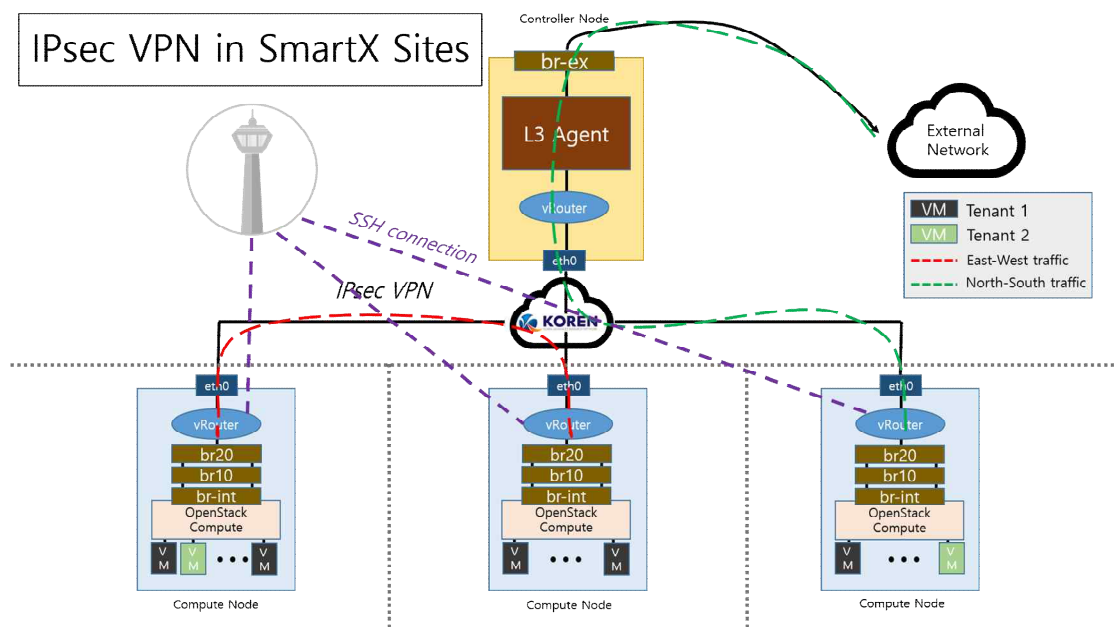 IPsec VPN in SmartX Sites
Controller Node
br-ex
L3 Agent
vRouter
eth0
External
Network
VM Tenant 1
VM Tenant 2
East-West traffic
North-South traffic
SSH connection
IPsec VPN
KOREN
eth0
vRouter
br20
br10
br-int
OpenStack
Compute
VM
VM
VM
Compute Node
eth0
vRouter
br20
br10
br-int
OpenStack
Compute
VM
VM
Compute Node
eth0
vRouter
br20
br10
br-int
OpenStack
Compute
VM
VM
Compute Node